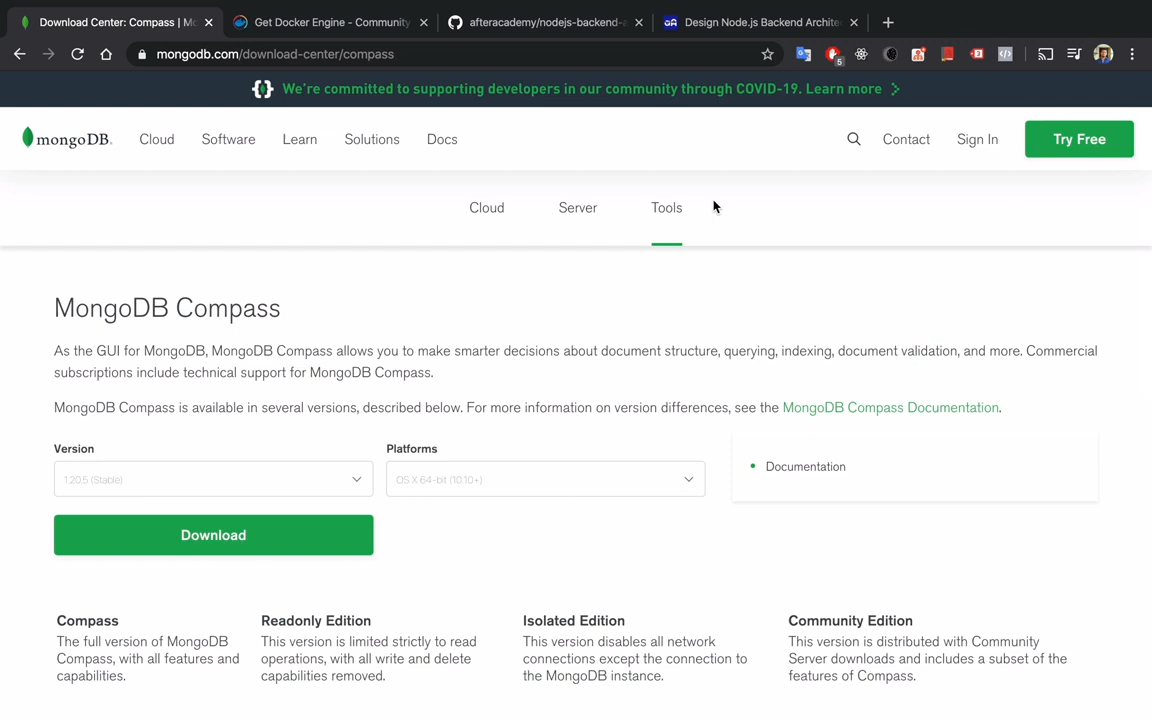 Download Center: Compass | Mo
Get Docker Engine - Community
afteracademy/nodejs-backend-a
Design Node.js Backend Archite
mongodb.com/download-center/compass
5
We're committed to supporting developers in our community through COVID-19. Learn more
mongoDB.
Cloud
Software
Learn
Solutions
Docs
Contact
Sign In
Try Free
Cloud
Server
Tools
MongoDB Compass
As the GUI for MongoDB, MongoDB Compass allows you to make smarter decisions about document structure, querying, indexing, document validation, and more. Commercial
subscriptions include technical support for MongoDB Compass.
MongoDB Compass is available in several versions, described below. For more information on version differences, see the MongoDB Compass Documentation.
Version
Platforms
1.20.5 (Stable)
OS X 64-bit (10.10+)
Documentation
Download
Compass
The full version of MongoDB
Compass, with all features and
capabilities.
Readonly Edition
This version is limited strictly to read
operations, with all write and delete
capabilities removed.
Isolated Edition
This version disables all network
connections except the connection to
the MongoDB instance.
Community Edition
This version is distributed with Community
Server downloads and includes a subset of the
features of Compass.